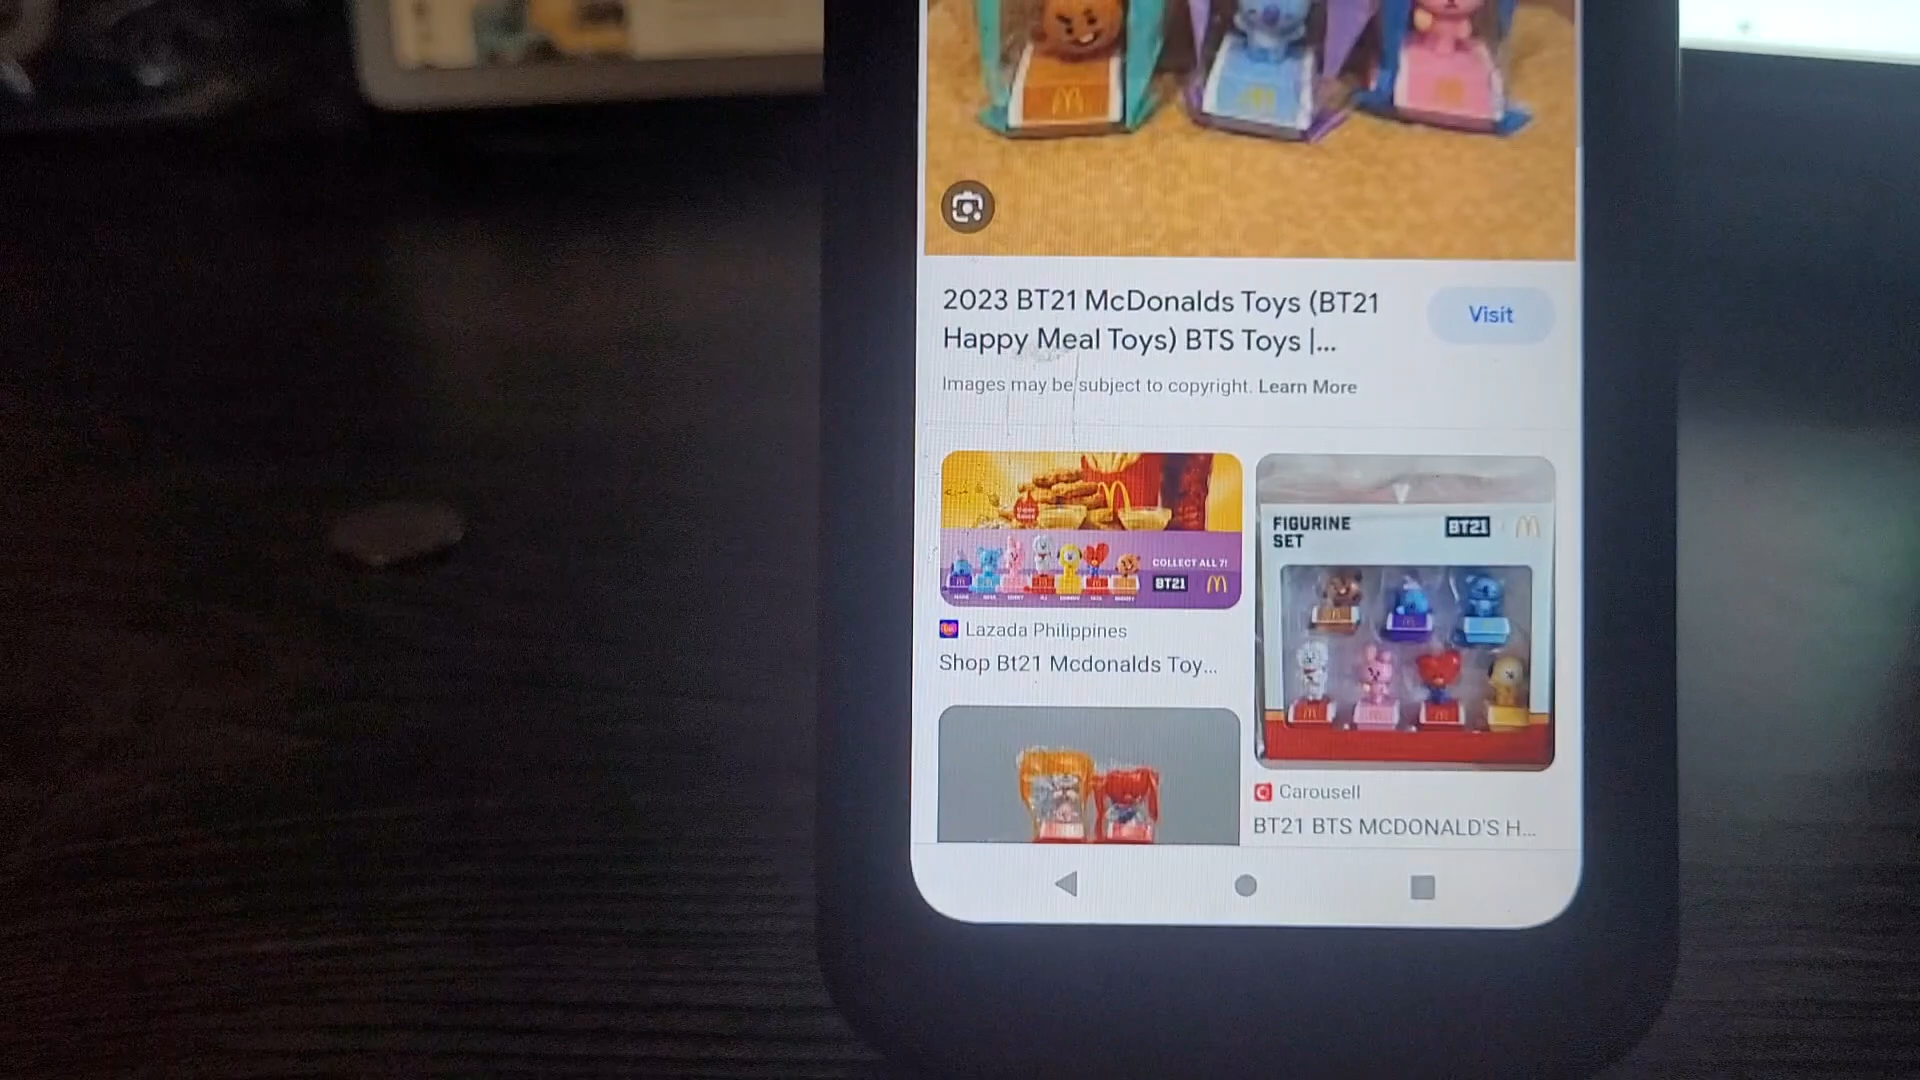 2023 BT21 McDonalds Toys (BT21
Happy Meal Toys) BTS Toys |...
Visit
Images may be subject to copyright. Learn More
COLLECT ALL 7!
BT21
Lazada Philippines
Shop Bt21 Mcdonalds Toy...
FIGURINE
SET
BT21
Carousell
BT21 BTS MCDONALD'S H...